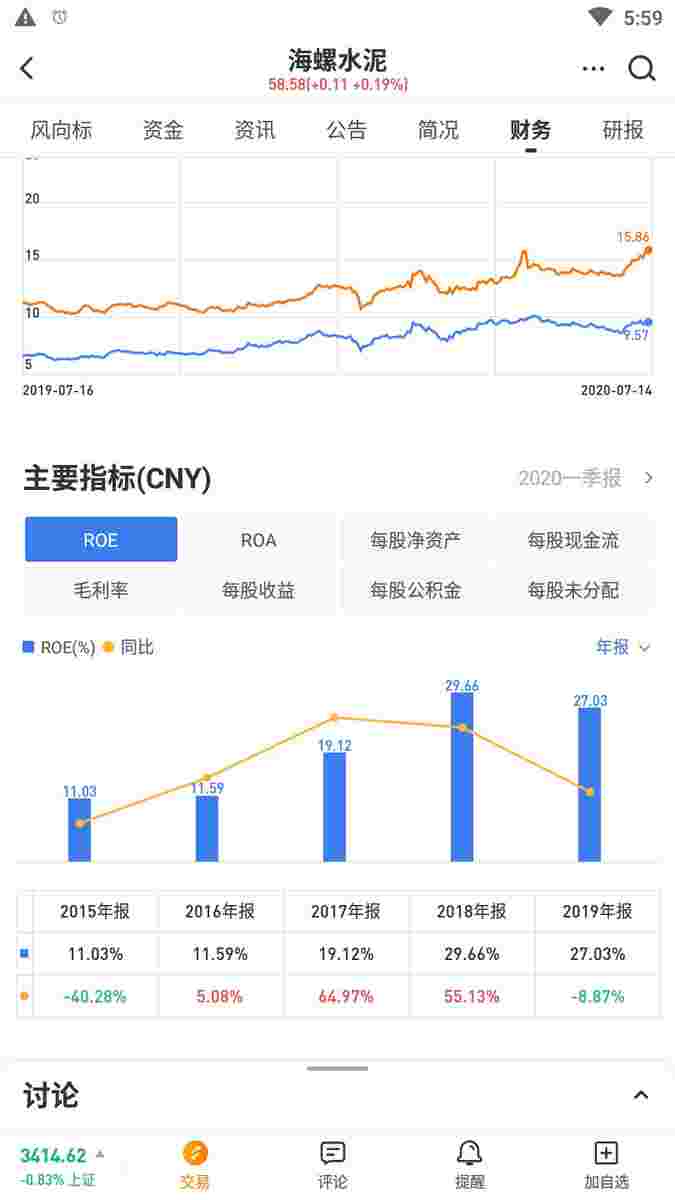 5:59
海螺水泥
58.58(+0.11 +0.19%)
风向标 资金 资讯 公告 简况 财务 研报
20
15.86
15
10
9.57
5
2019-07-16 2020-07-14
主要指标(CNY) 2020一季报
ROE ROA 每股净资产 每股现金流
毛利率 每股收益 每股公积金 每股未分配
ROE(%) 同比 年报
29.66
27.03
19.12
11.03 11.59
2015年报 2016年报 2017年报 2018年报 2019年报
11.03% 11.59% 19.12% 29.66% 27.03%
-40.28% 5.08% 64.97% 55.13% -8.87%
讨论
3414.62
-0.83% 上证
交易 评论 提醒 加自选